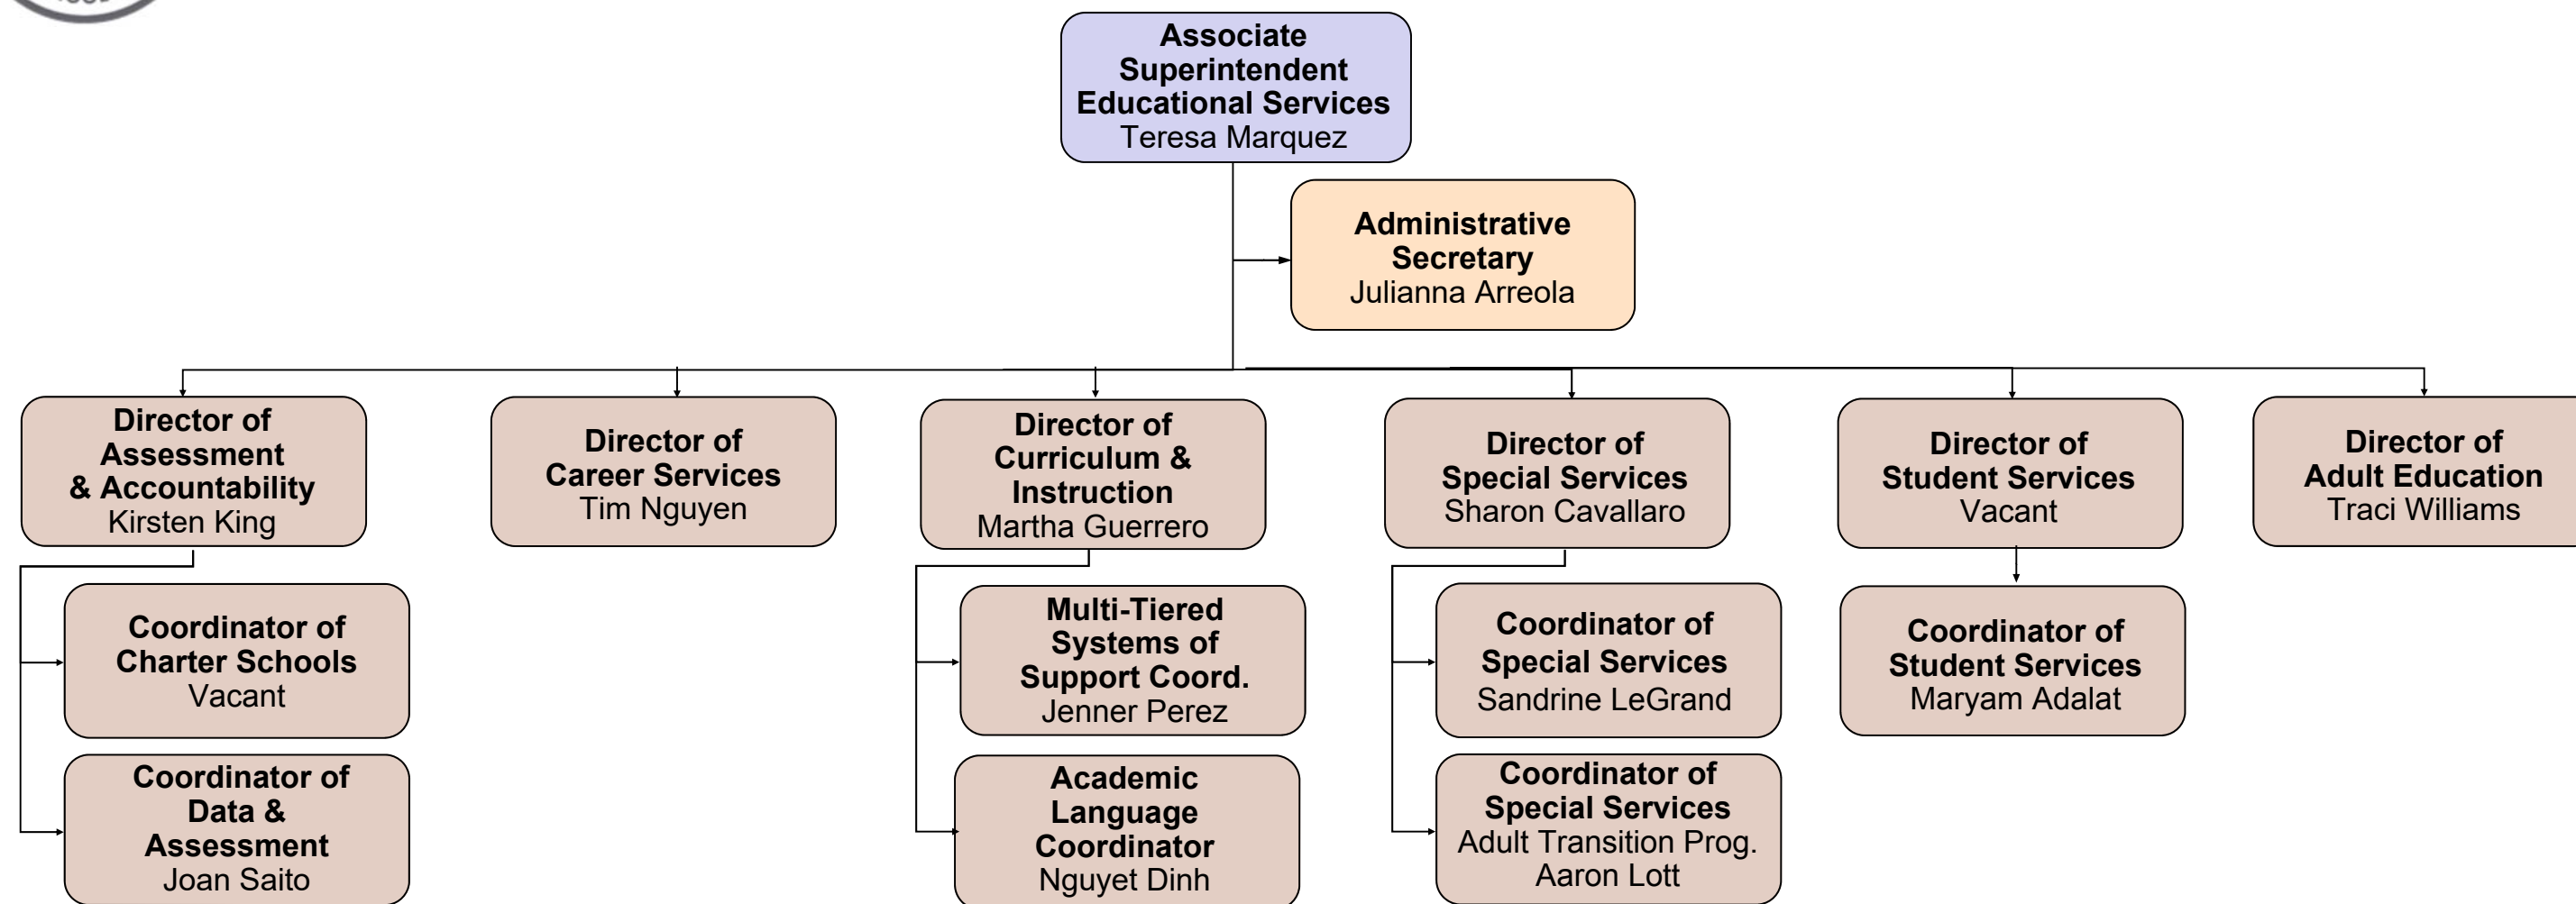 Associate
Superintendent
Educational Services
Teresa Marquez
Administrative
Secretary
Julianna Arreola
Director of
Assessment
& Accountability
Kirsten King
Director of
Career Services
Tim Nguyen
Director of
Curriculum &
Instruction
Martha Guerrero
Director of
Special Services
Sharon Cavallaro
Director of
Student Services
Vacant
Director of
Adult Education
Traci Williams
Coordinator of
Charter Schools
Vacant
Multi-Tiered
Systems of
Support Coord.
Jenner Perez
Coordinator of
Special Services
Sandrine LeGrand
Coordinator of
Student Services
Maryam Adalat
Coordinator of
Data &
Assessment
Joan Saito
Academic
Language
Coordinator
Nguyet Dinh
Coordinator of
Special Services
Adult Transition Prog.
Aaron Lott